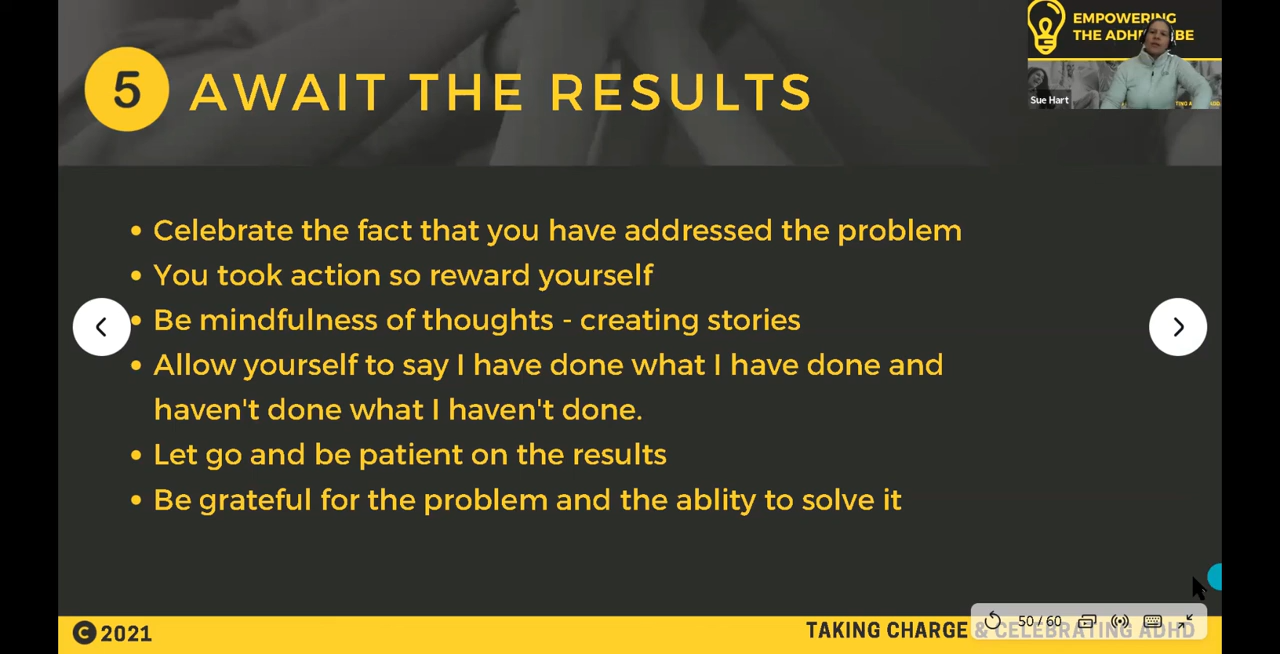 EMPOWERING
THE ADHD BE
Sue Hart
5 AWAIT THE RESULTS
• Celebrate the fact that you have addressed the problem
• You took action so reward yourself
• Be mindfulness of thoughts - creating stories
• Allow yourself to say I have done what I have done and
haven't done what I haven't done.
• Let go and be patient on the results
• Be grateful for the problem and the ablity to solve it
© 2021
TAKING CHARGE & CELEBRATING ADHD
50 / 60